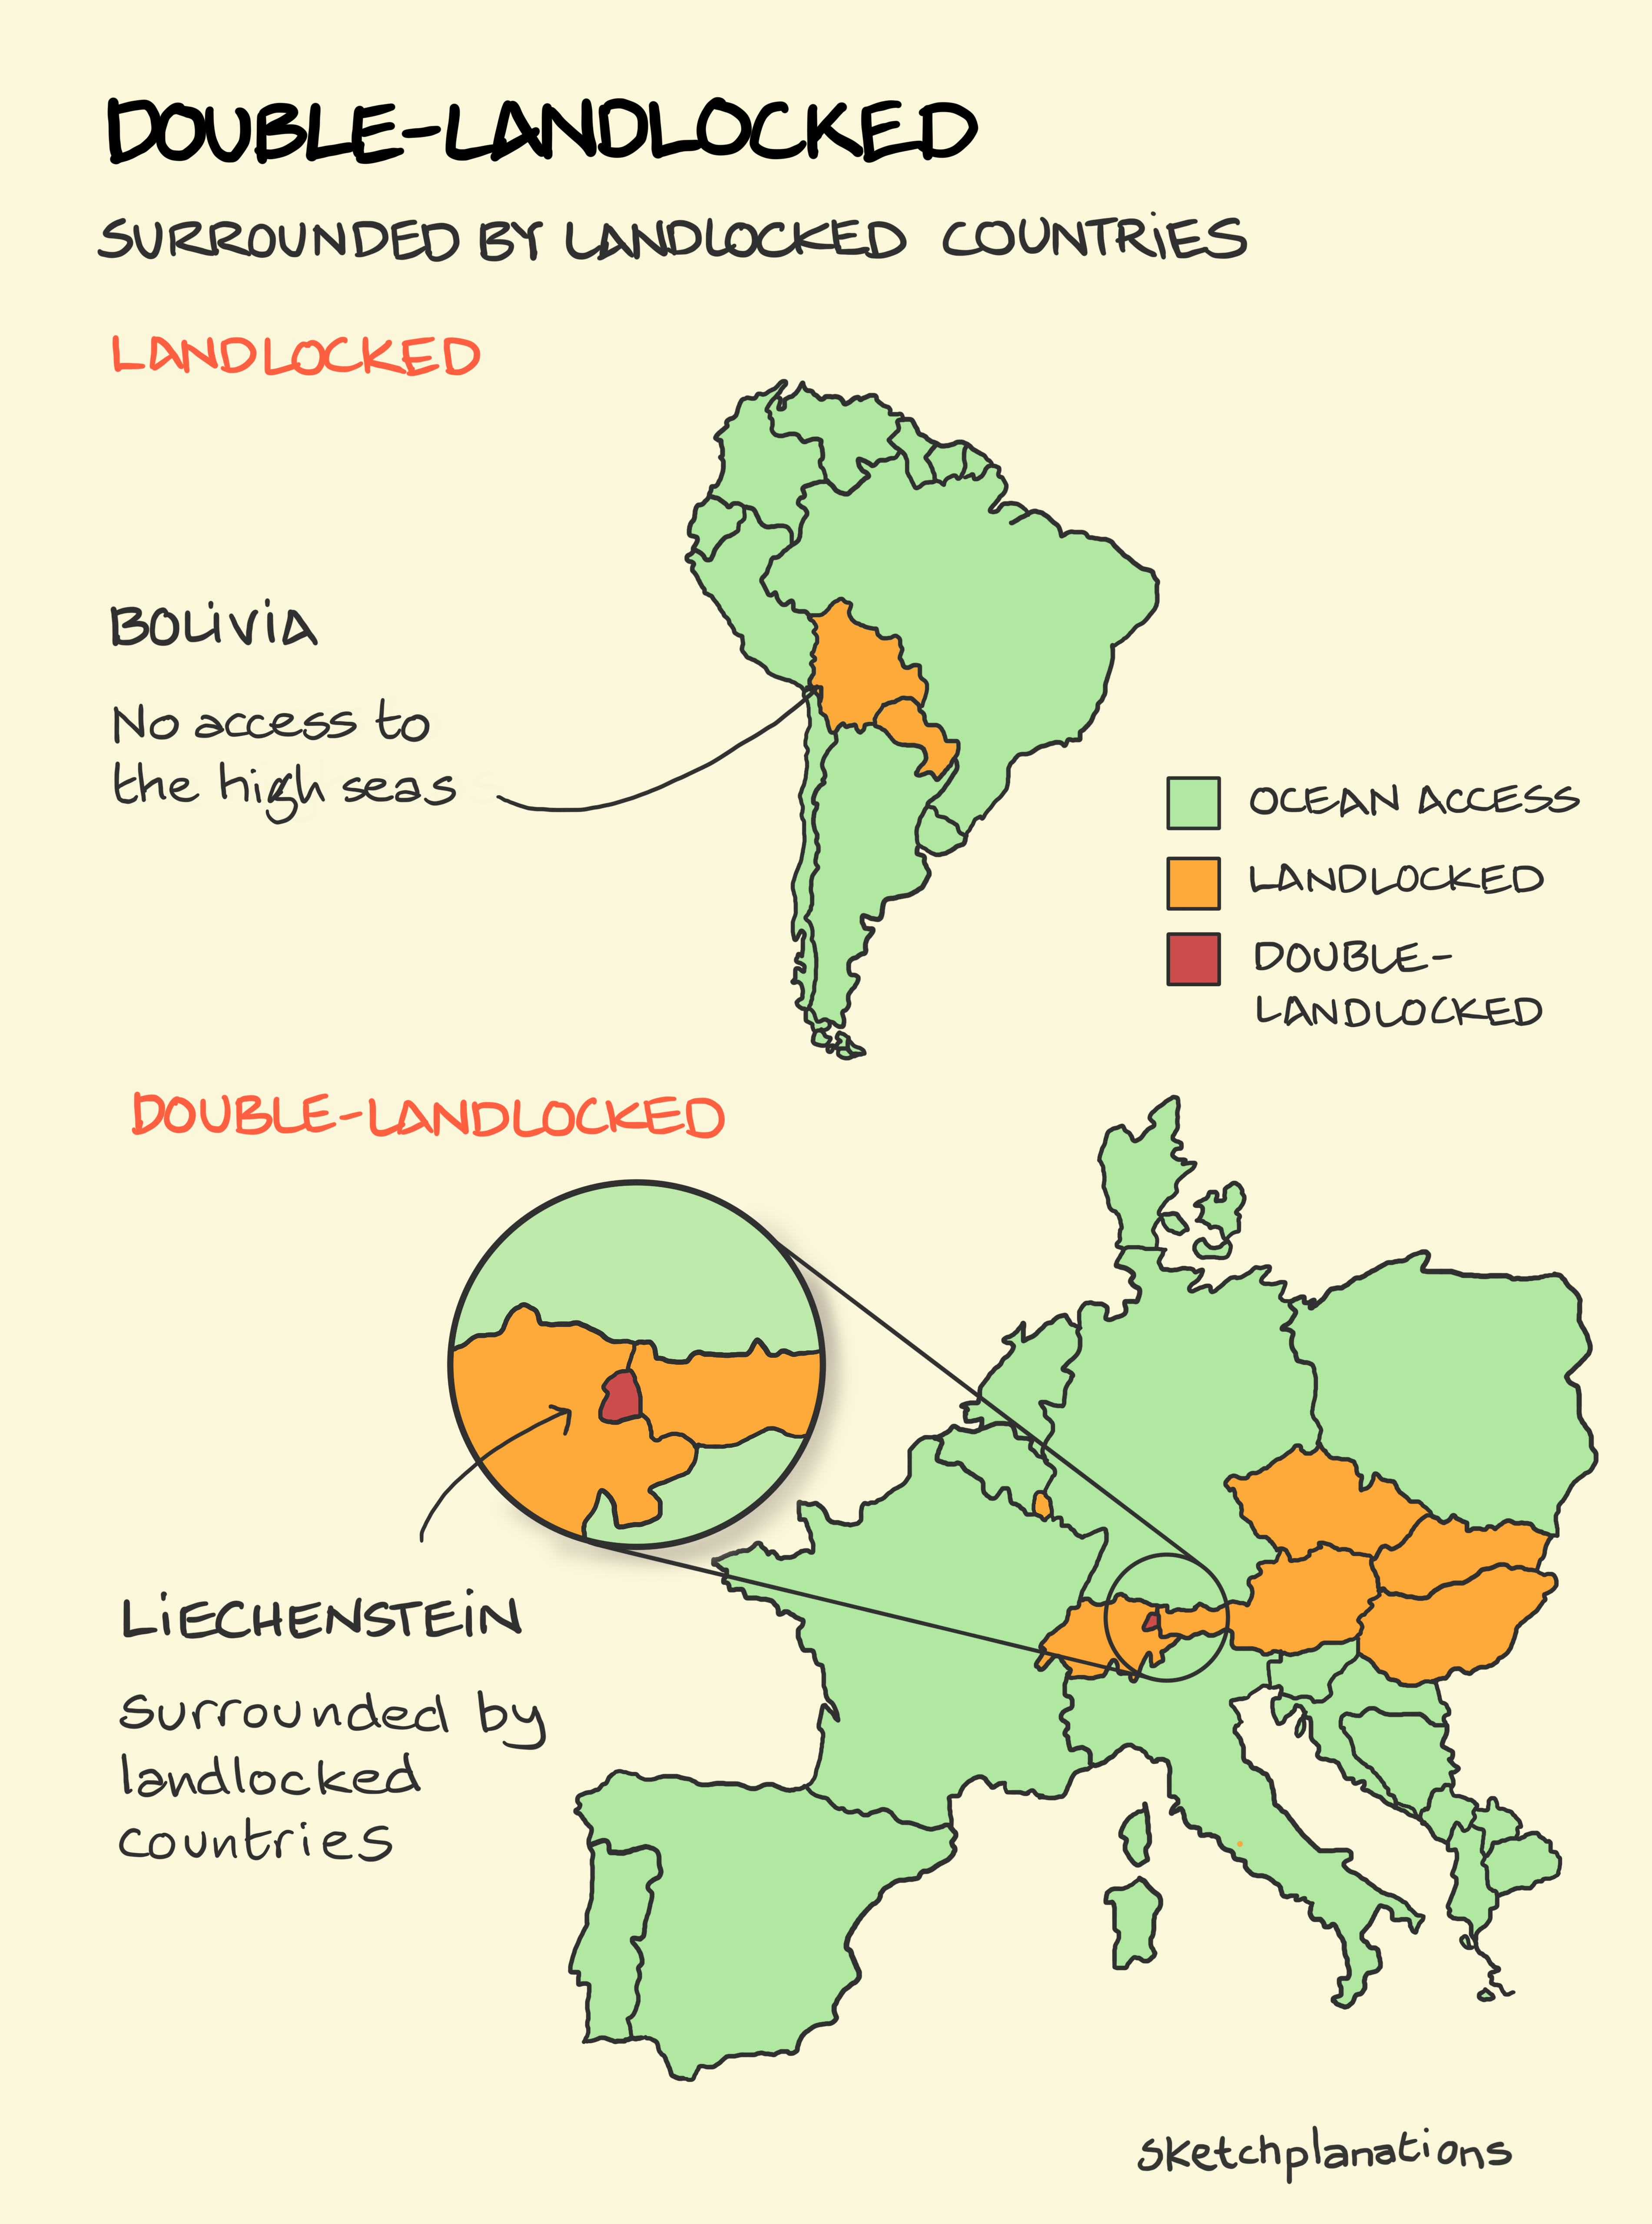 DOUBLE-LANDLOCKED
SURROUNDED BY LANDLOCKED COUNTRIES
LANDLOCKED
BOLIVIA
No access to
the high seas
OCEAN ACCESS
LANDLOCKED
DOUBLE-
LANDLOCKED
DOUBLE-LANDLOCKED
LIECHENSTEIN
Surrounded by
landlocked
countries
sketchplanations